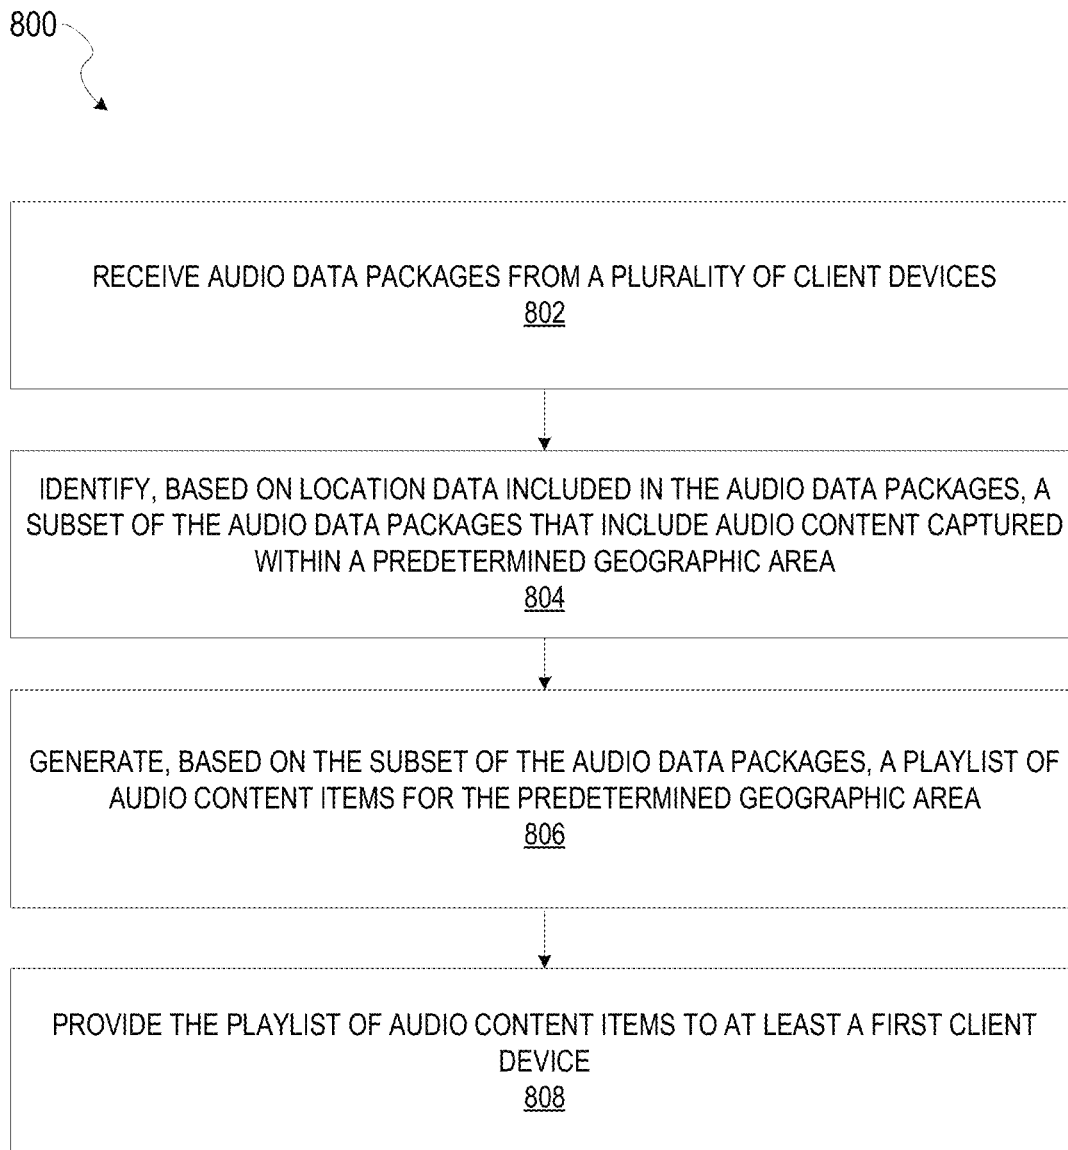 800
RECEIVE AUDIO DATA PACKAGES FROM A PLURALITY OF CLIENT DEVICES
802
IDENTIFY, BASED ON LOCATION DATA INCLUDED IN THE AUDIO DATA PACKAGES, A
SUBSET OF THE AUDIO DATA PACKAGES THAT INCLUDE AUDIO CONTENT CAPTURED
WITHIN A PREDETERMINED GEOGRAPHIC AREA
804
GENERATE, BASED ON THE SUBSET OF THE AUDIO DATA PACKAGES, A PLAYLIST OF
AUDIO CONTENT ITEMS FOR THE PREDETERMINED GEOGRAPHIC AREA
806
PROVIDE THE PLAYLIST OF AUDIO CONTENT ITEMS TO AT LEAST A FIRST CLIENT
DEVICE
808